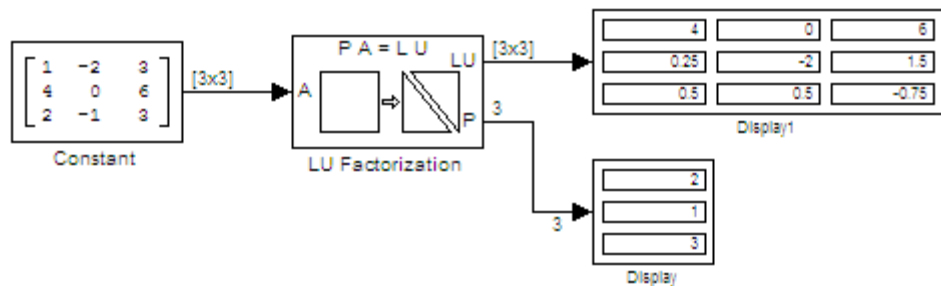 1 -2 3
4 0 6
2 -1 3
Constant
[3x3]
P A = L U
A
LU
P
LU Factorization
[3x3]
3
3
4 0 6
0.25 -2 1.5
0.5 0.5 -0.75
Display1
2
1
3
Display